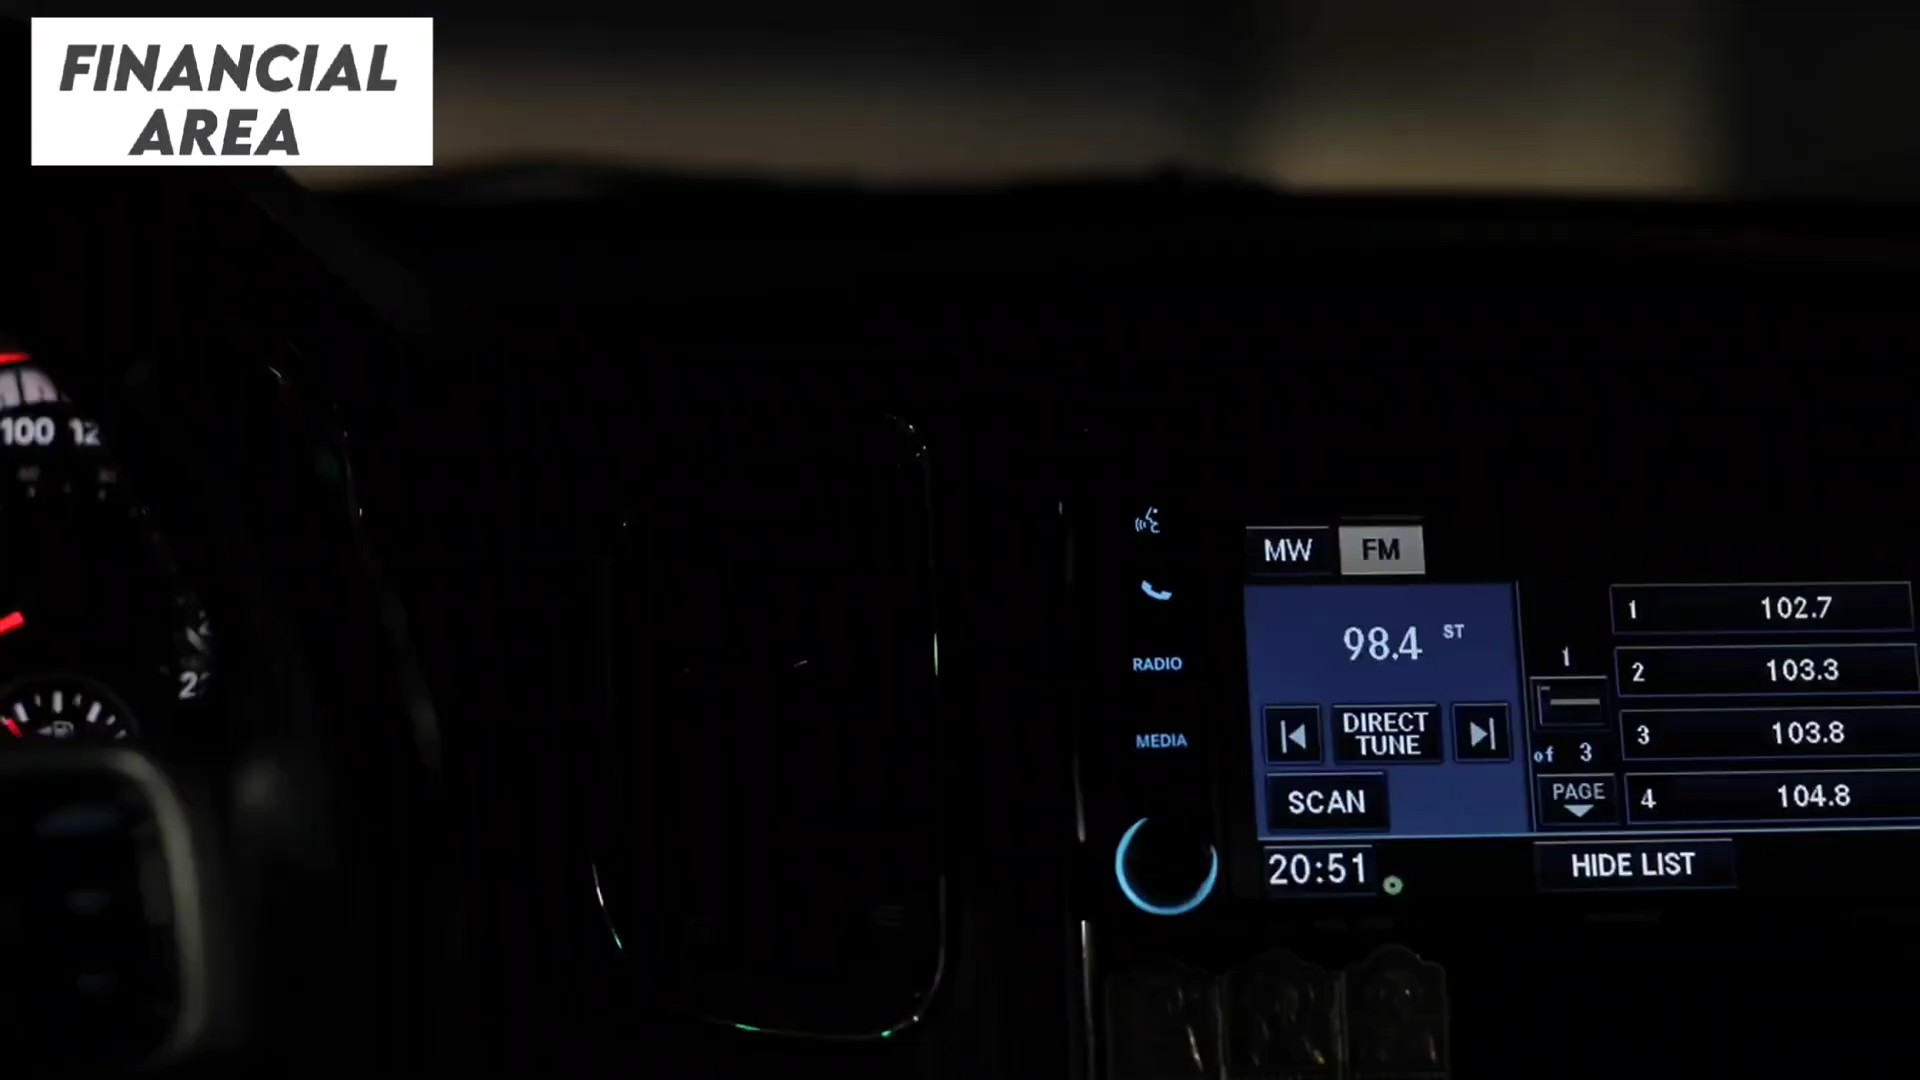 FINANCIAL
AREA
100
MW FM
98.4 ST
RADIO
MEDIA
DIRECT
TUNE
SCAN
20:51
1
of 3
PAGE
1 102.7
2 103.3
3 103.8
4 104.8
HIDE LIST